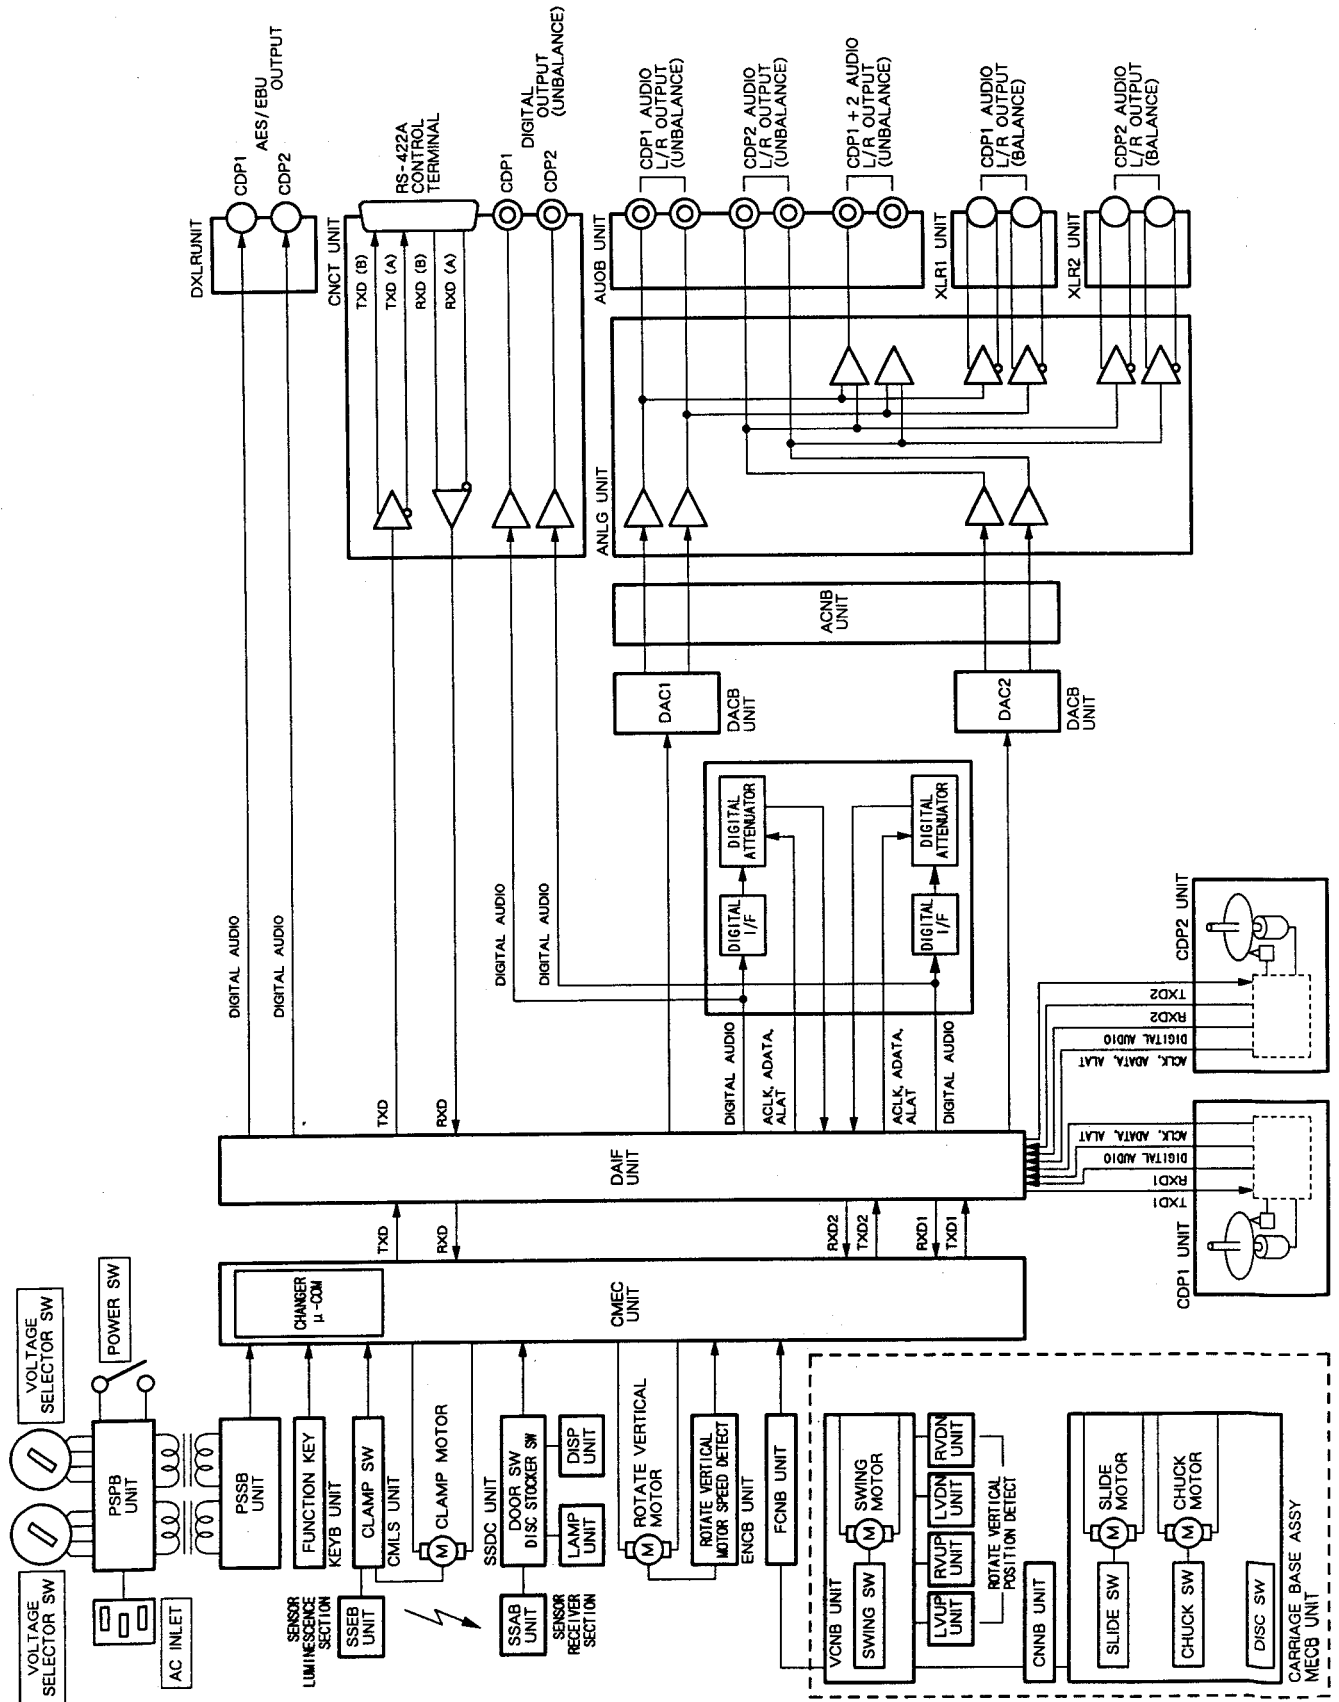 VOLTAGE
SELECTOR SW
VOLTAGE
SELECTOR SW
POWER SW
AC INLET
PSPB
UNIT
PSSB
UNIT
SENSOR
LUMINESCENCE
SECTION
FUNCTION KEY
KEYB UNIT
SSEB
UNIT
CLAMP SW
CMLS UNIT
M
CLAMP MOTOR
SSAB
UNIT
SENSOR
RECEIVER
SECTION
SSDC UNIT
DOOR SW
DISC STOCKER SW
LAMP
UNIT
DISP
UNIT
M
ROTATE VERTICAL
MOTOR
ROTATE VERTICAL
MOTOR SPEED DETECT
ENCB UNIT
FCNB UNIT
VCNB UNIT
SWING SW
M
SWING
MOTOR
LVUP
UNIT
RVUP
UNIT
LVDN
UNIT
RVDN
UNIT
ROTATE VERTICAL
POSITION DETECT
CNNB UNIT
SLIDE SW
M
SLIDE
MOTOR
CHUCK SW
M
CHUCK
MOTOR
DISC SW
CARRIAGE BASE ASSY
MECB UNIT
CHANGER
μ-COM
CMEC
UNIT
TXD
RXD
RXD2
TXD2
RXD1
TXD1
DAIF
UNIT
CDP1 UNIT
TXD1
RXD1
DIGITAL AUDIO
ACLK, ADATA, ALAT
CDP2 UNIT
ACLK, ADATA, ALAT
DIGITAL AUDIO
RXD2
TXD2
DIGITAL AUDIO
DIGITAL AUDIO
TXD
RXD
DIGITAL AUDIO
DIGITAL AUDIO
DIGITAL AUDIO
ACLK, ADATA,
ALAT
ACLK, ADATA,
ALAT
DIGITAL AUDIO
DIGITAL
I/F
DIGITAL
ATTENUATOR
DIGITAL
I/F
DIGITAL
ATTENUATOR
DAC1
DACB
UNIT
DAC2
DACB
UNIT
ACNB
UNIT
ANLG UNIT
DXLRUNIT
CDP1
CDP2
AES/EBU
OUTPUT
CNCT UNIT
TXD (B)
TXD (A)
RXD (B)
RXD (A)
RS-422A
CONTROL
TERMINAL
CDP1
CDP2
DIGITAL
OUTPUT
(UNBALANCE)
AUOB UNIT
CDP1 AUDIO
L/R OUTPUT
(UNBALANCE)
CDP2 AUDIO
L/R OUTPUT
(UNBALANCE)
CDP1 + 2 AUDIO
L/R OUTPUT
(UNBALANCE)
XLR1 UNIT
CDP1 AUDIO
L/R OUTPUT
(BALANCE)
XLR2 UNIT
CDP2 AUDIO
L/R OUTPUT
(BALANCE)